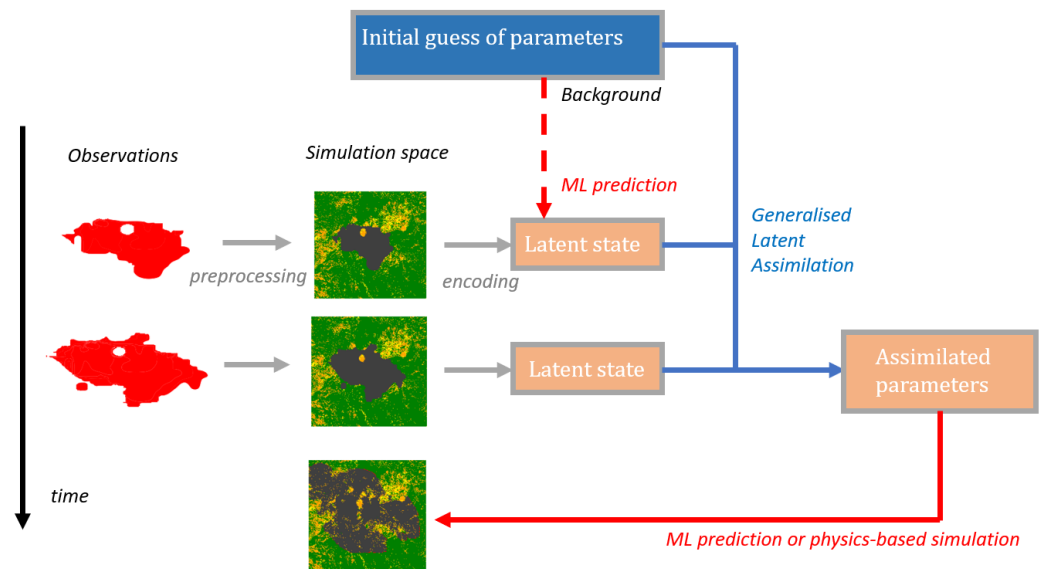 Initial guess of parameters
Background
Observations
Simulation space
ML prediction
Generalised
Latent
Assimilation
Latent state
preprocessing
encoding
Latent state
Assimilated
parameters
time
ML prediction or physics-based simulation